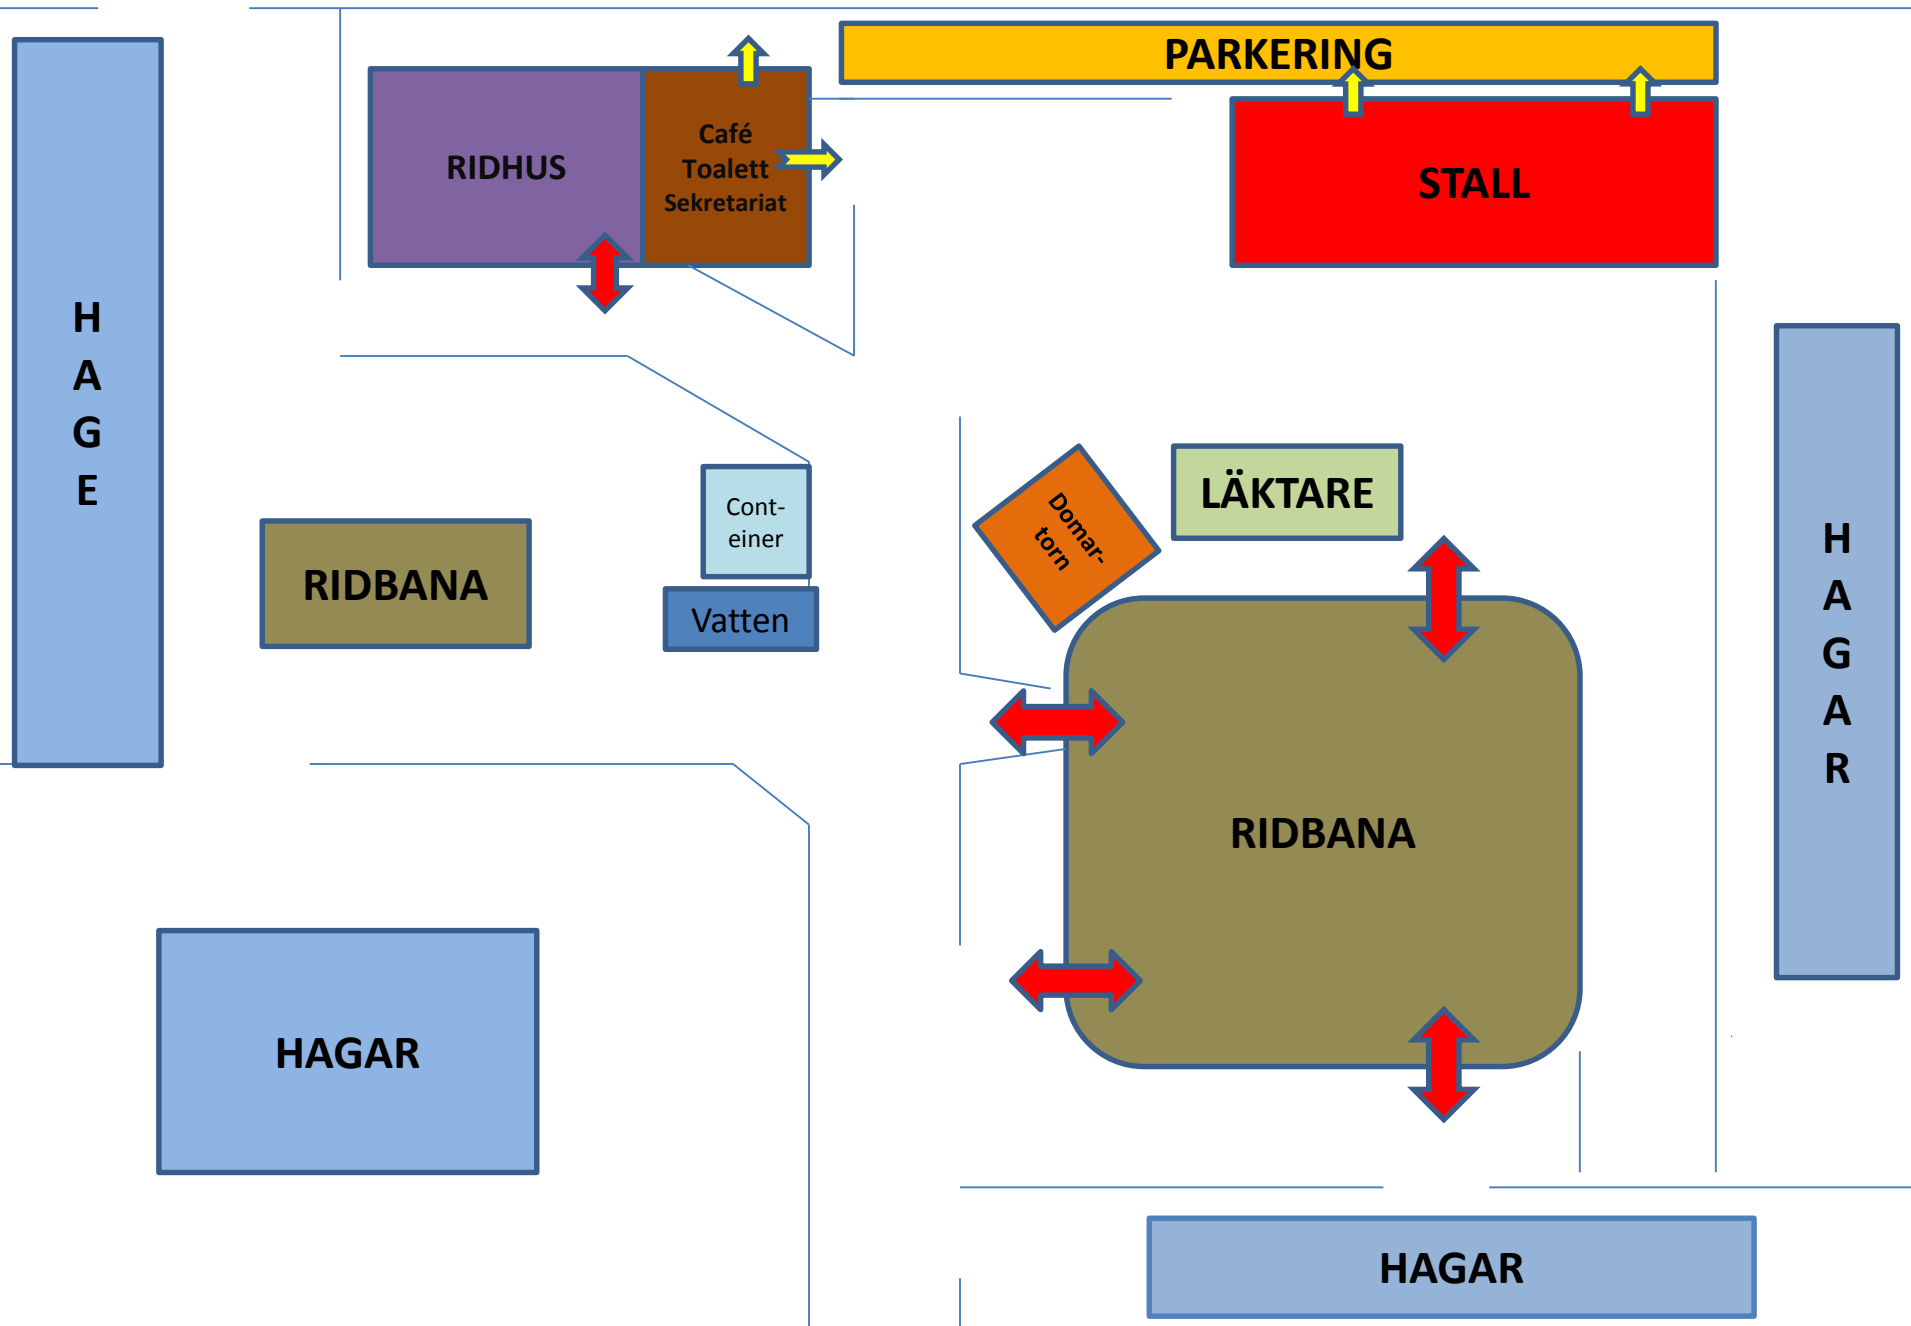 PARKERING
RIDHUS
Café
Toalett
Sekretariat
STALL
H
A
G
E
H
A
G
A
R
LÄKTARE
Domar-
torn
Cont-
einer
Vatten
RIDBANA
RIDBANA
HAGAR
HAGAR